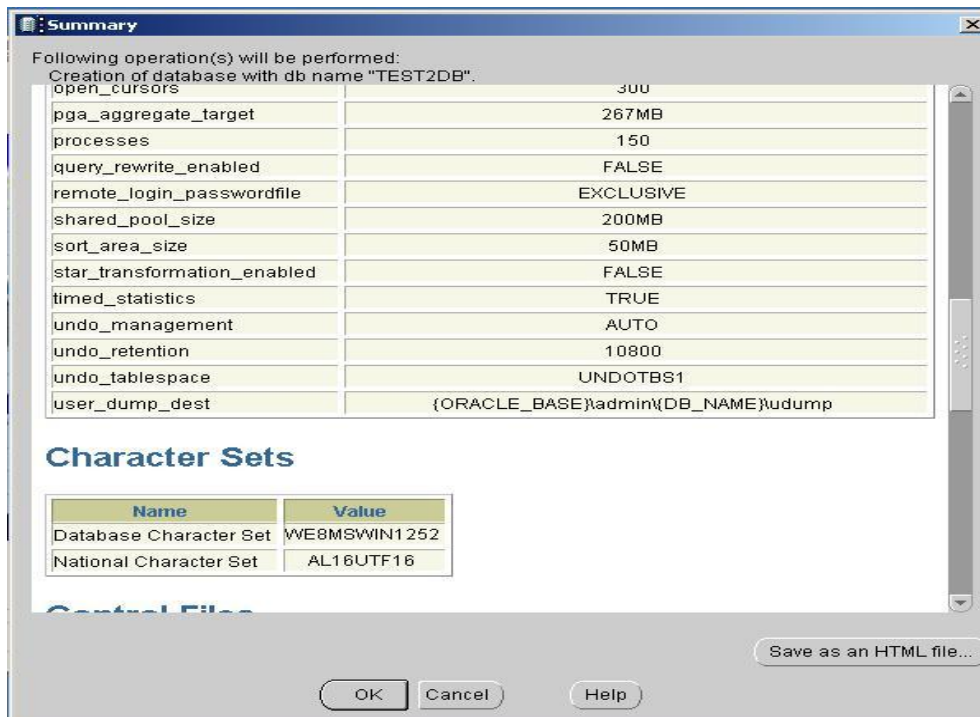 Summary
Following operation(s) will be performed:
Creation of database with db name "TEST2DB".
open_cursors 300
pga_aggregate_target 267MB
processes 150
query_rewrite_enabled FALSE
remote_login_passwordfile EXCLUSIVE
shared_pool_size 200MB
sort_area_size 50MB
star_transformation_enabled FALSE
timed_statistics TRUE
undo_management AUTO
undo_retention 10800
undo_tablespace UNDOTBS1
user_dump_dest {ORACLE_BASE}\admin\{DB_NAME}\udump
Character Sets
Name Value
Database Character Set WE8MSWIN1252
National Character Set AL16UTF16
Control Files
Save as an HTML file...
OK Cancel Help